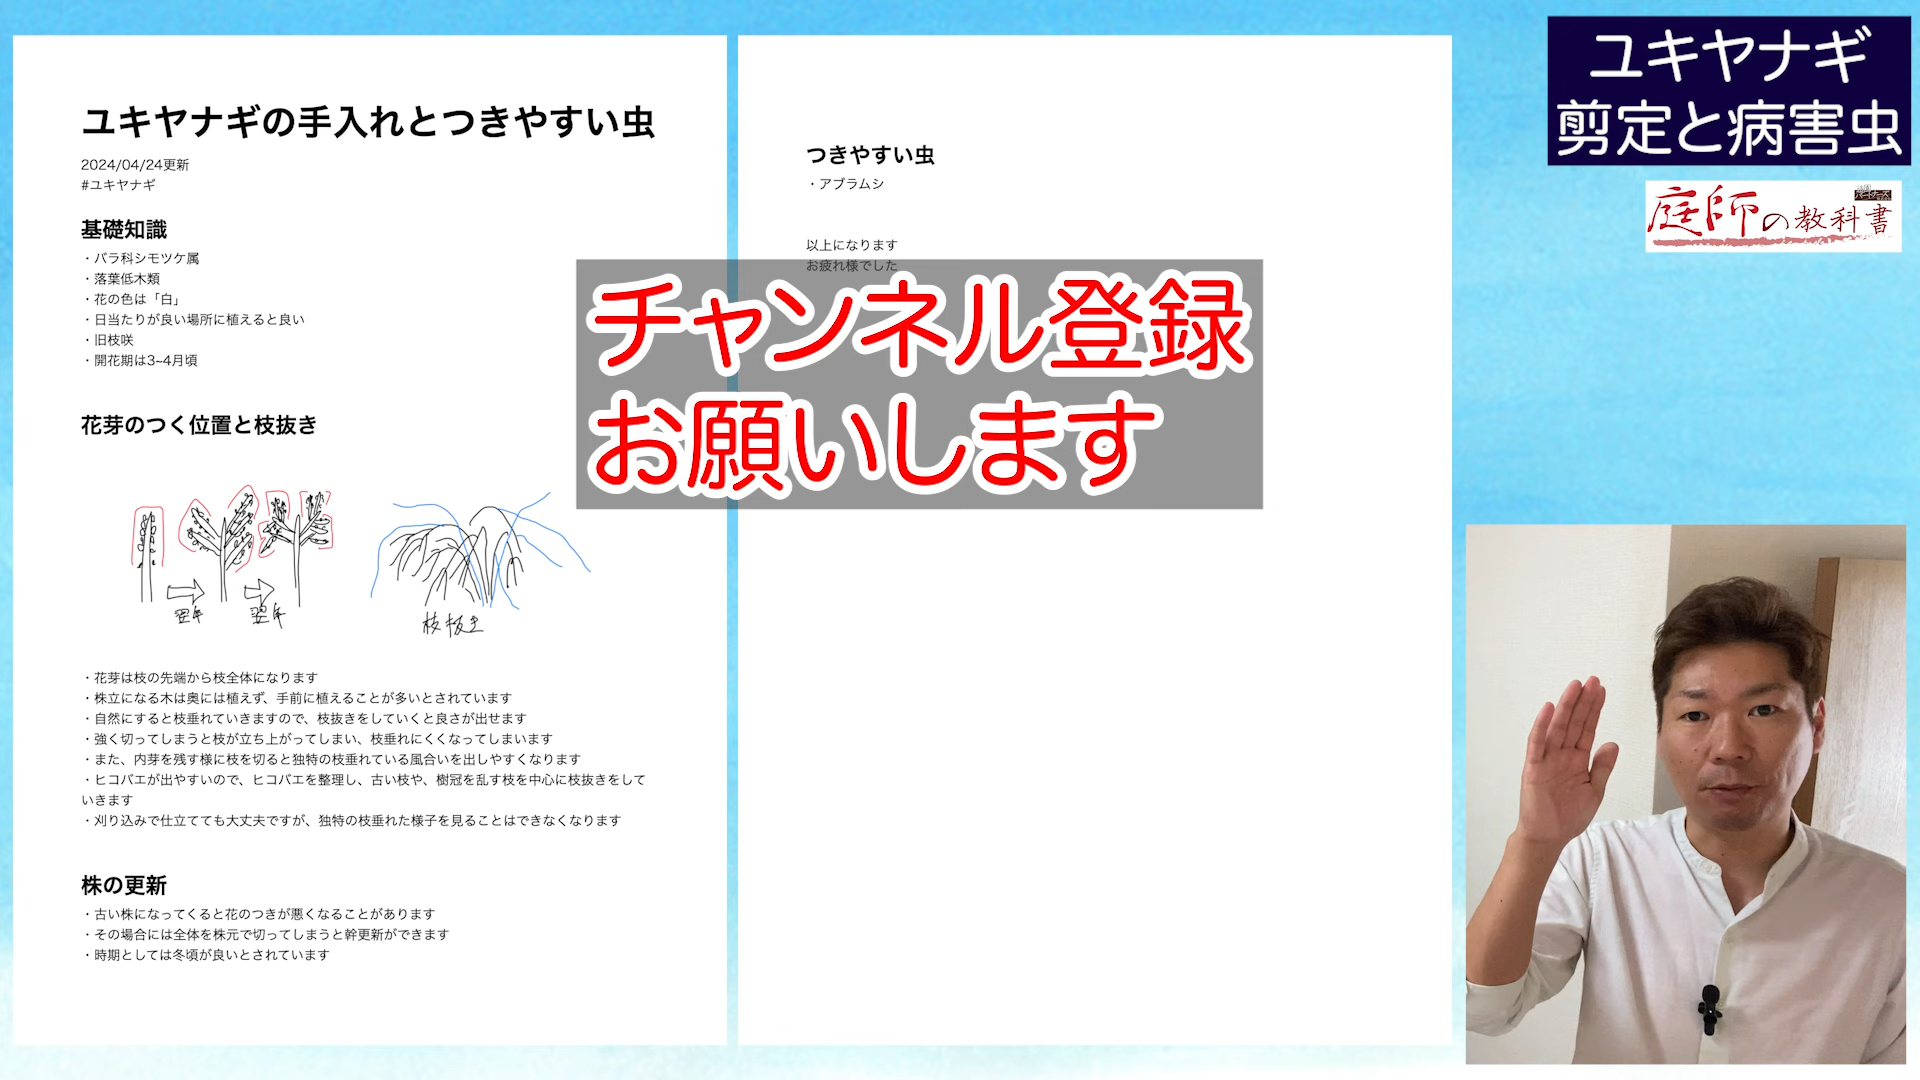 ユキヤナギの手入れとつきやすい虫
2024/04/24更新
#ユキヤナギ
基礎知識
・バラ科シモツケ属
・落葉低木類
・花の色は「白」
・日当たりが良い場所に植えると良い
・旧枝咲
・開花期は3~4月頃
花芽のつく位置と枝抜き
翌年
翌年
枝抜き
・花芽は枝の先端から枝全体になります
・株立になる木は奥には植えず、手前に植えることが多いとされています
・自然にすると枝垂れていきますので、枝抜きをしていくと良さが出せます
・強く切ってしまうと枝が立ち上がってしまい、枝垂れにくくなってしまいます
・また、内芽を残す様に枝を切ると独特の枝垂れている風合いを出しやすくなります
・ヒコバエが出やすいので、ヒコバエを整理し、古い枝や、樹冠を乱す枝を中心に枝抜きをして
いきます
・刈り込みで仕立てても大丈夫ですが、独特の枝垂れた様子を見ることはできなくなります
株の更新
・古い株になってくると花のつきが悪くなることがあります
・その場合には全体を株元で切ってしまうと幹更新ができます
・時期としては冬頃が良いとされています
つきやすい虫
・アブラムシ
以上になります
お疲れ様でした
チャンネル登録
お願いします
ユキヤナギ
剪定と病害虫
庭師の教科書